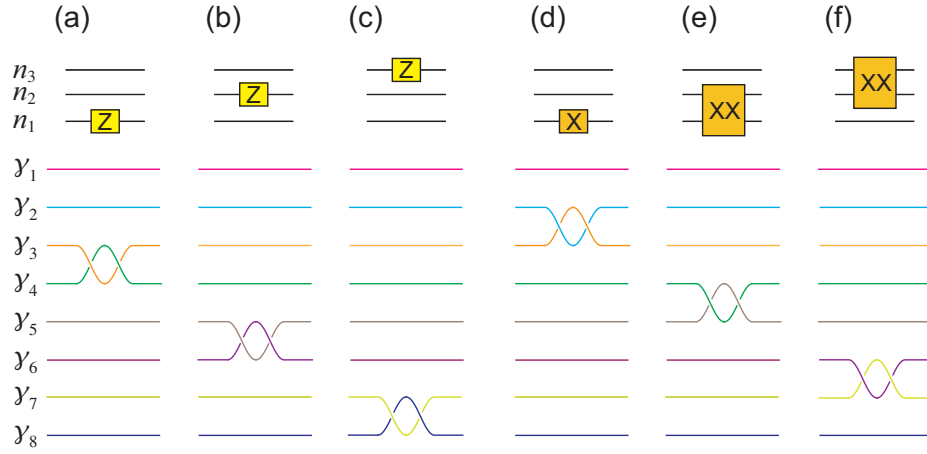 (a) (b) (c) (d) (e) (f)
n₃ Z XX
n₂ Z XX
n₁ Z X
γ₁
γ₂
γ₃
γ₄
γ₅
γ₆
γ₇
γ₈